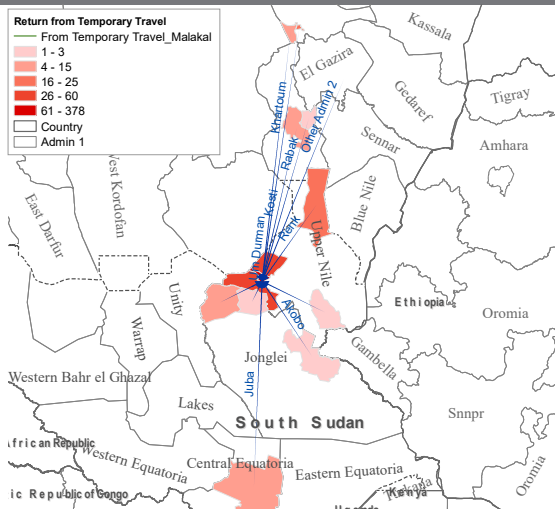 Return from Temporary Travel
From Temporary Travel_Malakal
1 - 3
4 - 15
16 - 25
26 - 60
61 - 378
Country
Admin 1
Kassala
El Gazira
Gedaref
Tigray
Khartoum
Other Admin 2
Rabak
Sennar
Amhara
West Kordofan
East Darfur
Kosti
Blue Nile
Renk
Durman
Upper Nile
Unity
Ethiopia
Oromia
Akobo
Warrap
Jonglei
Gambella
Western Bahr el Ghazal
Juba
Lakes
South Sudan
Snnpr
African Republic
Western Equatoria
Central Equatoria
Eastern Equatoria
Oromia
ic Republic of Gongo
Kenya